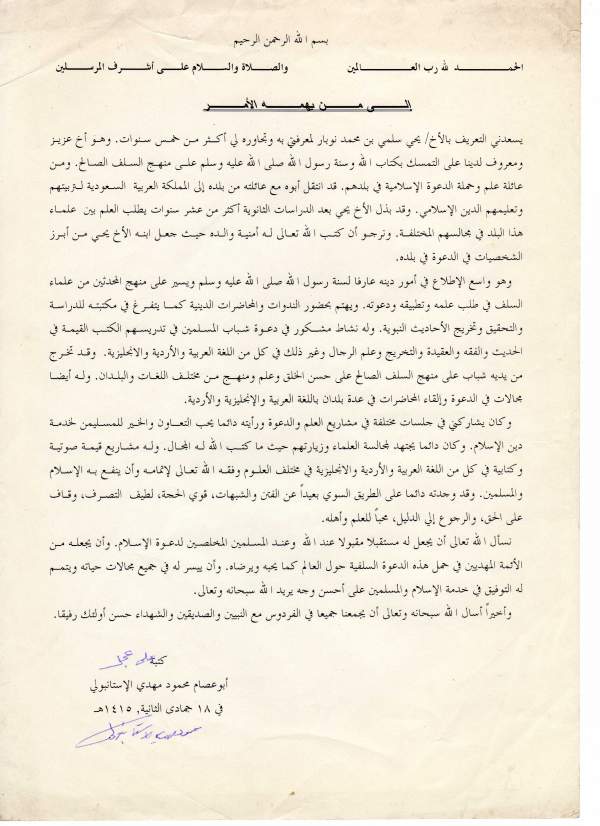 بسم الله الرحمن الرحيم
الحمد لله رب العالمين والصلاة والسلام على أشرف المرسلين
إلى من يهمه الأمر
يسعدني التعريف بالأخ/ يحي سلمي بن محمد نوبار لمعرفتي به وتجاوره لي أكثر من خمس سنوات. وهو أخ عزيز
ومعروف لدينا على التمسك بكتاب الله وسنة رسول الله صلى الله عليه وسلم على منهج السلف الصالح. ومن
عائلة علم وحملة الدعوة الإسلامية في بلدهم. قد انتقل أبوه مع عائلته من بلده إلى المملكة العربية السعودية لتربيتهم
وتعليمهم الدين الإسلامي. وقد بذل الأخ يحي بعد الدراسات الثانوية أكثر من عشر سنوات يطلب العلم بين علماء
هذا البلد في مجالسهم المختلفة. ونرجو أن كتب الله تعالى له أمنية والده حيث جعل ابنه الأخ يحي من أبرز
الشخصيات في الدعوة في بلده.
وهو واسع الإطلاع في أمور دينه عارفا لسنة رسول الله صلى الله عليه وسلم ويسير على منهج المحدثين من علماء
السلف في طلب علمه وتطبيقه ودعوته. ويهتم بحضور الندوات والمحاضرات الدينية كما يتفرغ في مكتبته للدراسة
والتحقيق وتخريج الأحاديث النبوية. وله نشاط مشكور في دعوة شباب المسلمين في تدريسهم الكتب القيمة في
الحديث والفقه والعقيدة والتخريج وعلم الرجال وغير ذلك في كل من اللغة العربية والأردية والانجليزية. وقد تخرج
من يديه شباب على منهج السلف الصالح على حسن الخلق وعلم ومنهج من مختلف اللغات والبلدان. وله أيضا
مجالات في الدعوة وإلقاء المحاضرات في عدة بلدان باللغة العربية والإنجليزية والأردية.
وكان يشاركني في جلسات مختلفة في مشاريع العلم والدعوة ورأيته دائما يحب التعاون والخير للمسليمن لخدمة
دين الإسلام. وكان دائما يجتهد لمجالسة العلماء وزيارتهم حيث ما كتب الله له المحال. وله مشاريع قيمة صوتية
وكتابية في كل من اللغة العربية والأردية والانجليزية في مختلف العلوم وفقه الله تعالى لإتمامه وأن ينفع به الإسلام
والمسلمين. وقد وجدته دائما على الطريق السوي بعيداً عن الفتن والشبهات، قوي الحجة، لطيف التصرف، وقاف
على الحق، والرجوع إلي الدليل، محباً للعلم وأهله.
نسأل الله تعالى أن يجعل له مستقبلا مقبولا عند الله وعند المسلمين المخلصين لدعوة الإسلام. وأن يجعله من
الأئمة المهديين في حمل هذه الدعوة السلفية حول العالم كما يحبه ويرضاه. وأن ييسر له في جميع مجالات حياته ويتمم
له التوفيق في خدمة الإسلام والمسلمين على أحسن وجه يريد الله سبحانه وتعالى.
وأخيراً أسال الله سبحانه وتعالى أن يجمعنا جميعا في الفردوس مع النبيين والصديقين والشهداء حسن أولئك رفيقا.
كتبه
أبوعصام محمود مهدي الإستانبولي
في ١٨ جمادى الثانية, ١٤١٥هـ